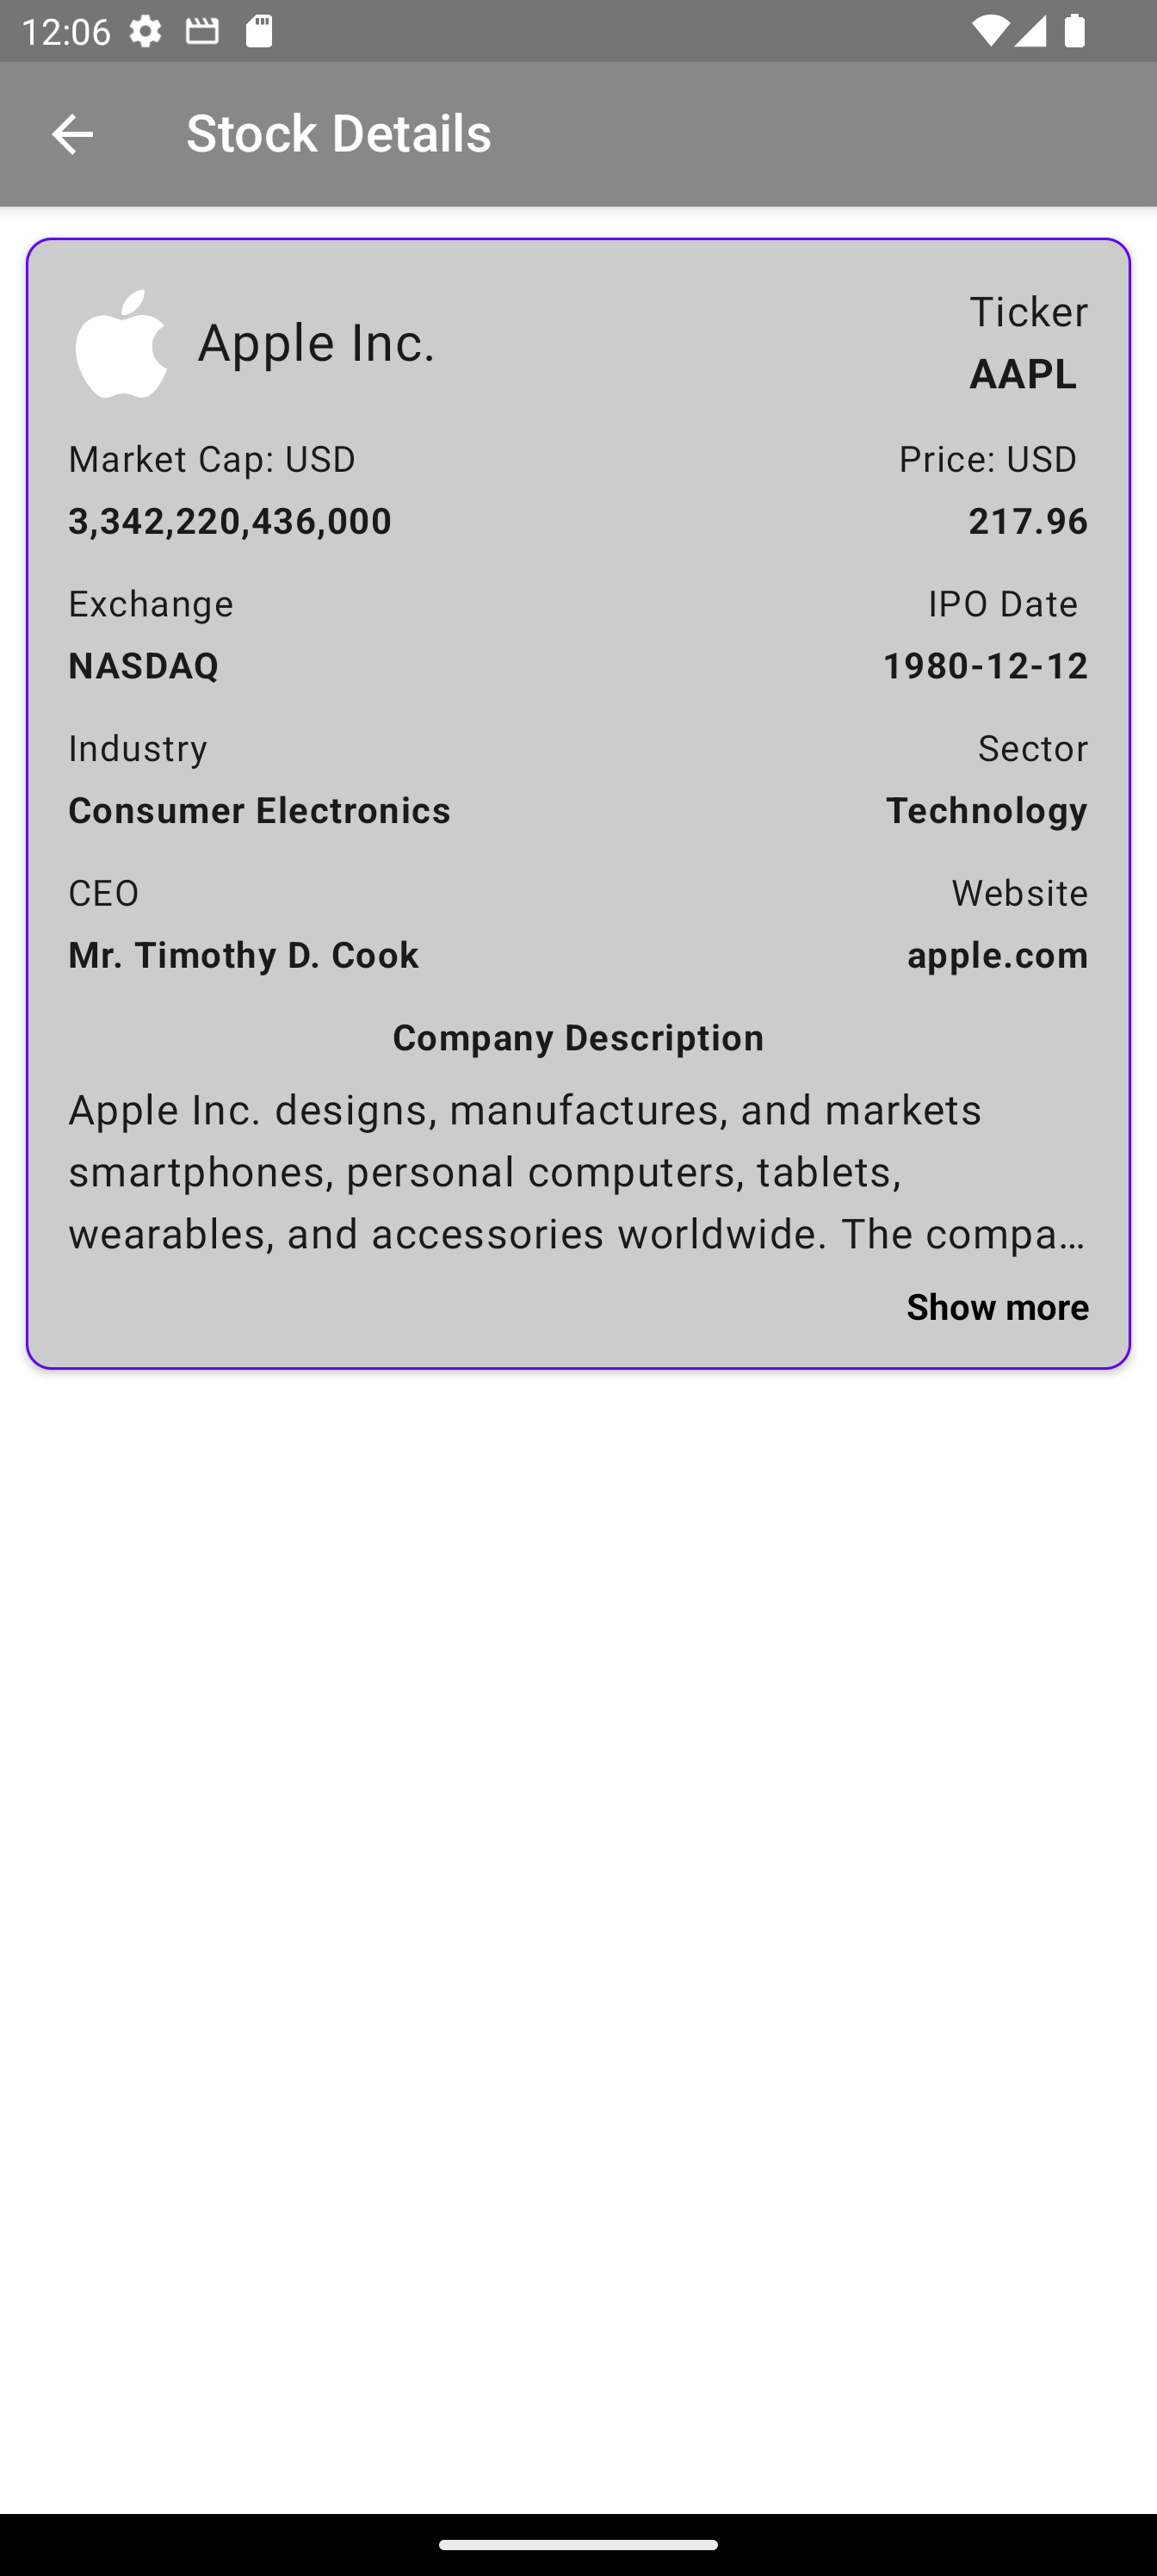 12:06
Stock Details
Apple Inc.
Ticker
AAPL
Market Cap: USD
Price: USD
3,342,220,436,000
217.96
Exchange
IPO Date
NASDAQ
1980-12-12
Industry
Sector
Consumer Electronics
Technology
CEO
Website
Mr. Timothy D. Cook
apple.com
Company Description
Apple Inc. designs, manufactures, and markets
smartphones, personal computers, tablets,
wearables, and accessories worldwide. The compa…
Show more